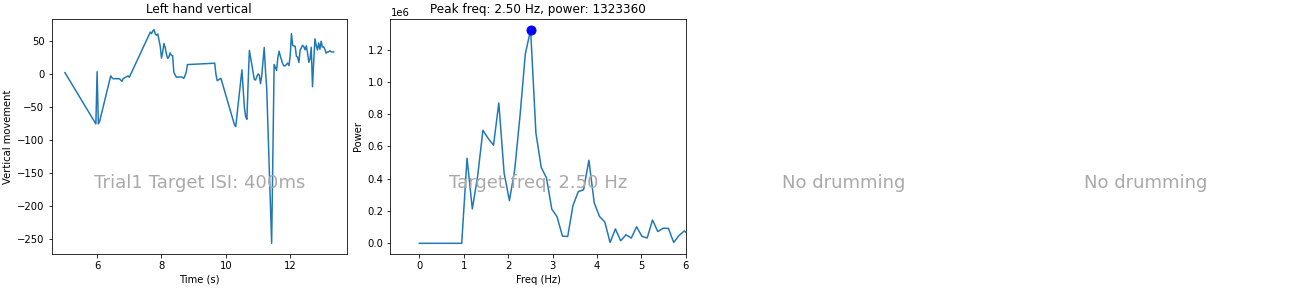 Left hand vertical
Vertical movement
50
0
−50
−100
−150
−200
−250
6
8
10
12
Time (s)
Trial1 Target ISI: 400ms
Peak freq: 2.50 Hz, power: 1323360
1e6
Power
1.2
1.0
0.8
0.6
0.4
0.2
0.0
0
1
2
3
4
5
6
Freq (Hz)
Target freq: 2.50 Hz
No drumming
No drumming